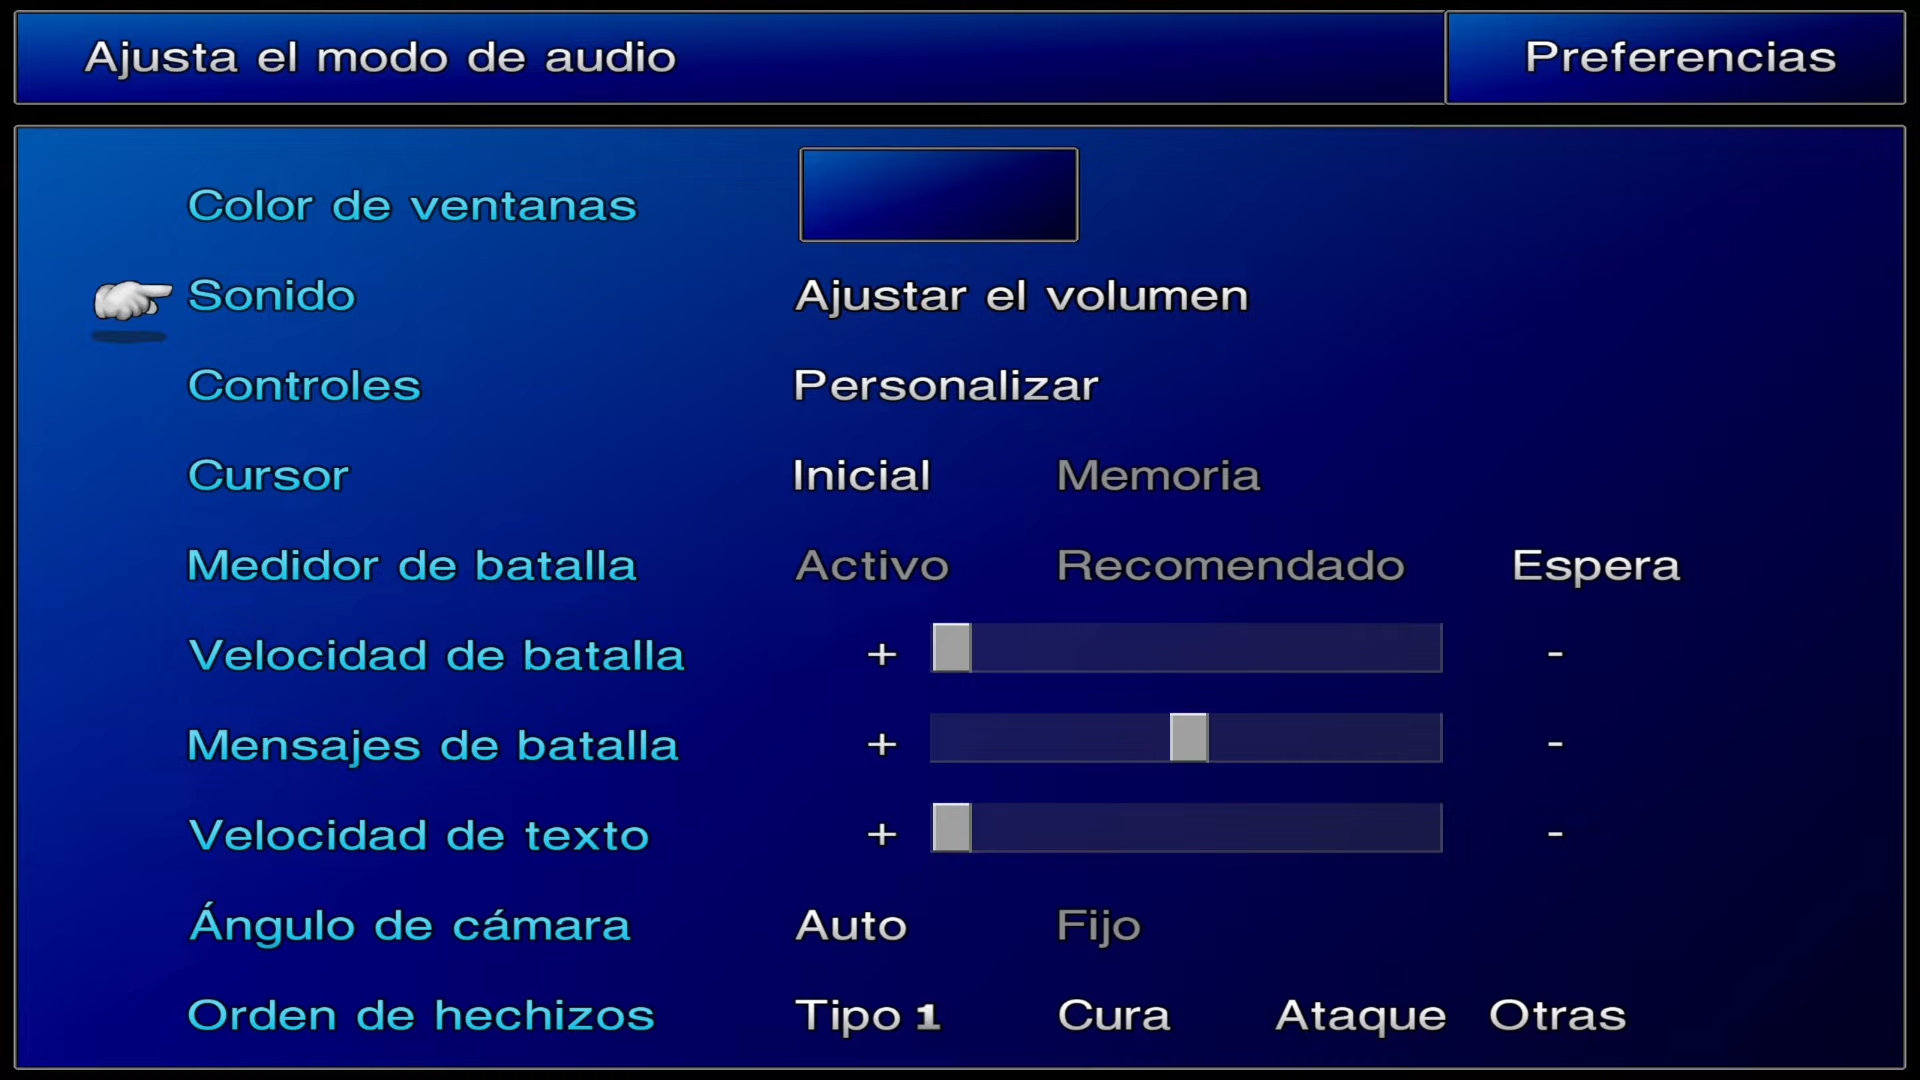 Ajusta el modo de audio
Preferencias
Color de ventanas
Sonido Ajustar el volumen
Controles Personalizar
Cursor Inicial Memoria
Medidor de batalla Activo Recomendado Espera
Velocidad de batalla + -
Mensajes de batalla + -
Velocidad de texto + -
Ángulo de cámara Auto Fijo
Orden de hechizos Tipo 1 Cura Ataque Otras